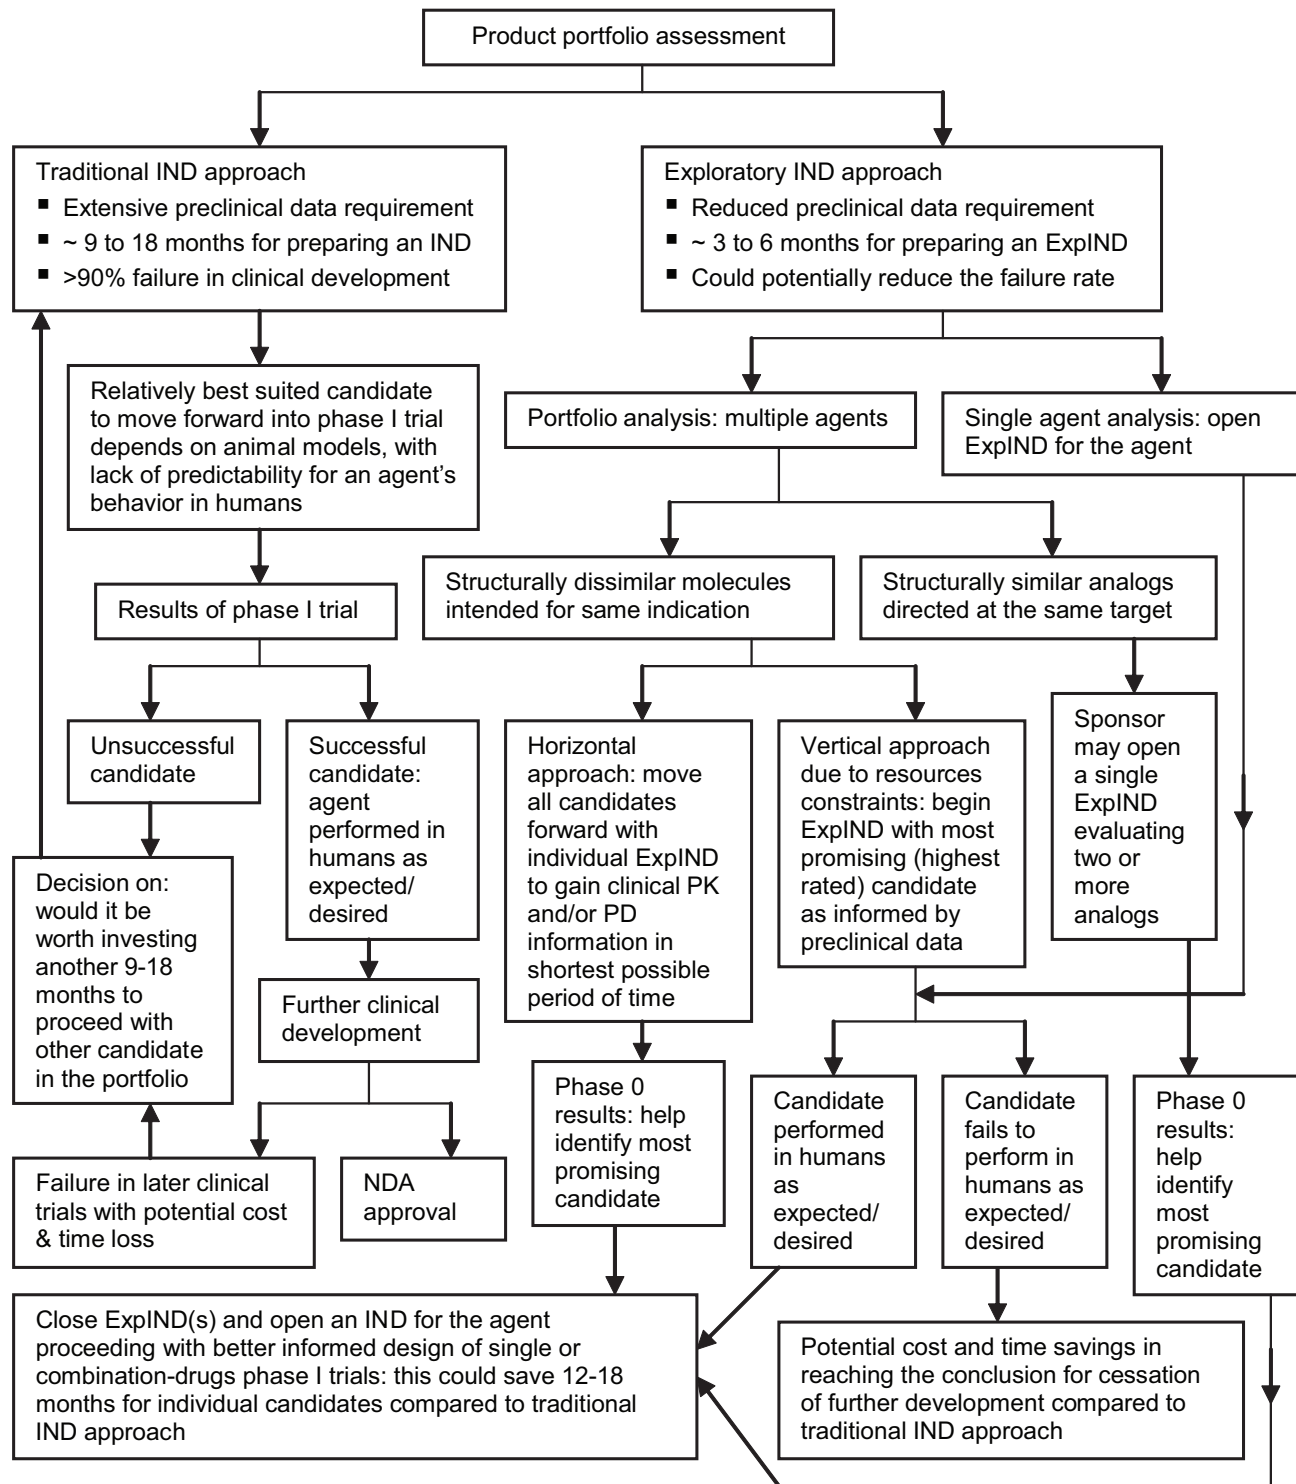 Product portfolio assessment
Traditional IND approach
▪ Extensive preclinical data requirement
▪ ~ 9 to 18 months for preparing an IND
▪ >90% failure in clinical development
Exploratory IND approach
▪ Reduced preclinical data requirement
▪ ~ 3 to 6 months for preparing an ExpIND
▪ Could potentially reduce the failure rate
Relatively best suited candidate
to move forward into phase I trial
depends on animal models, with
lack of predictability for an agent's
behavior in humans
Portfolio analysis: multiple agents
Single agent analysis: open
ExpIND for the agent
Results of phase I trial
Structurally dissimilar molecules
intended for same indication
Structurally similar analogs
directed at the same target
Unsuccessful
candidate
Successful
candidate:
agent
performed in
humans as
expected/
desired
Horizontal
approach: move
all candidates
forward with
individual ExpIND
to gain clinical PK
and/or PD
information in
shortest possible
period of time
Vertical approach
due to resources
constraints: begin
ExpIND with most
promising (highest
rated) candidate
as informed by
preclinical data
Sponsor
may open
a single
ExpIND
evaluating
two or
more
analogs
Decision on:
would it be
worth investing
another 9-18
months to
proceed with
other candidate
in the portfolio
Further clinical
development
Phase 0
results: help
identify most
promising
candidate
Candidate
performed
in humans
as
expected/
desired
Candidate
fails to
perform in
humans as
expected/
desired
Phase 0
results:
help
identify
most
promising
candidate
Failure in later clinical
trials with potential cost
& time loss
NDA
approval
Close ExpIND(s) and open an IND for the agent
proceeding with better informed design of single or
combination-drugs phase I trials: this could save 12-18
months for individual candidates compared to traditional
IND approach
Potential cost and time savings in
reaching the conclusion for cessation
of further development compared to
traditional IND approach